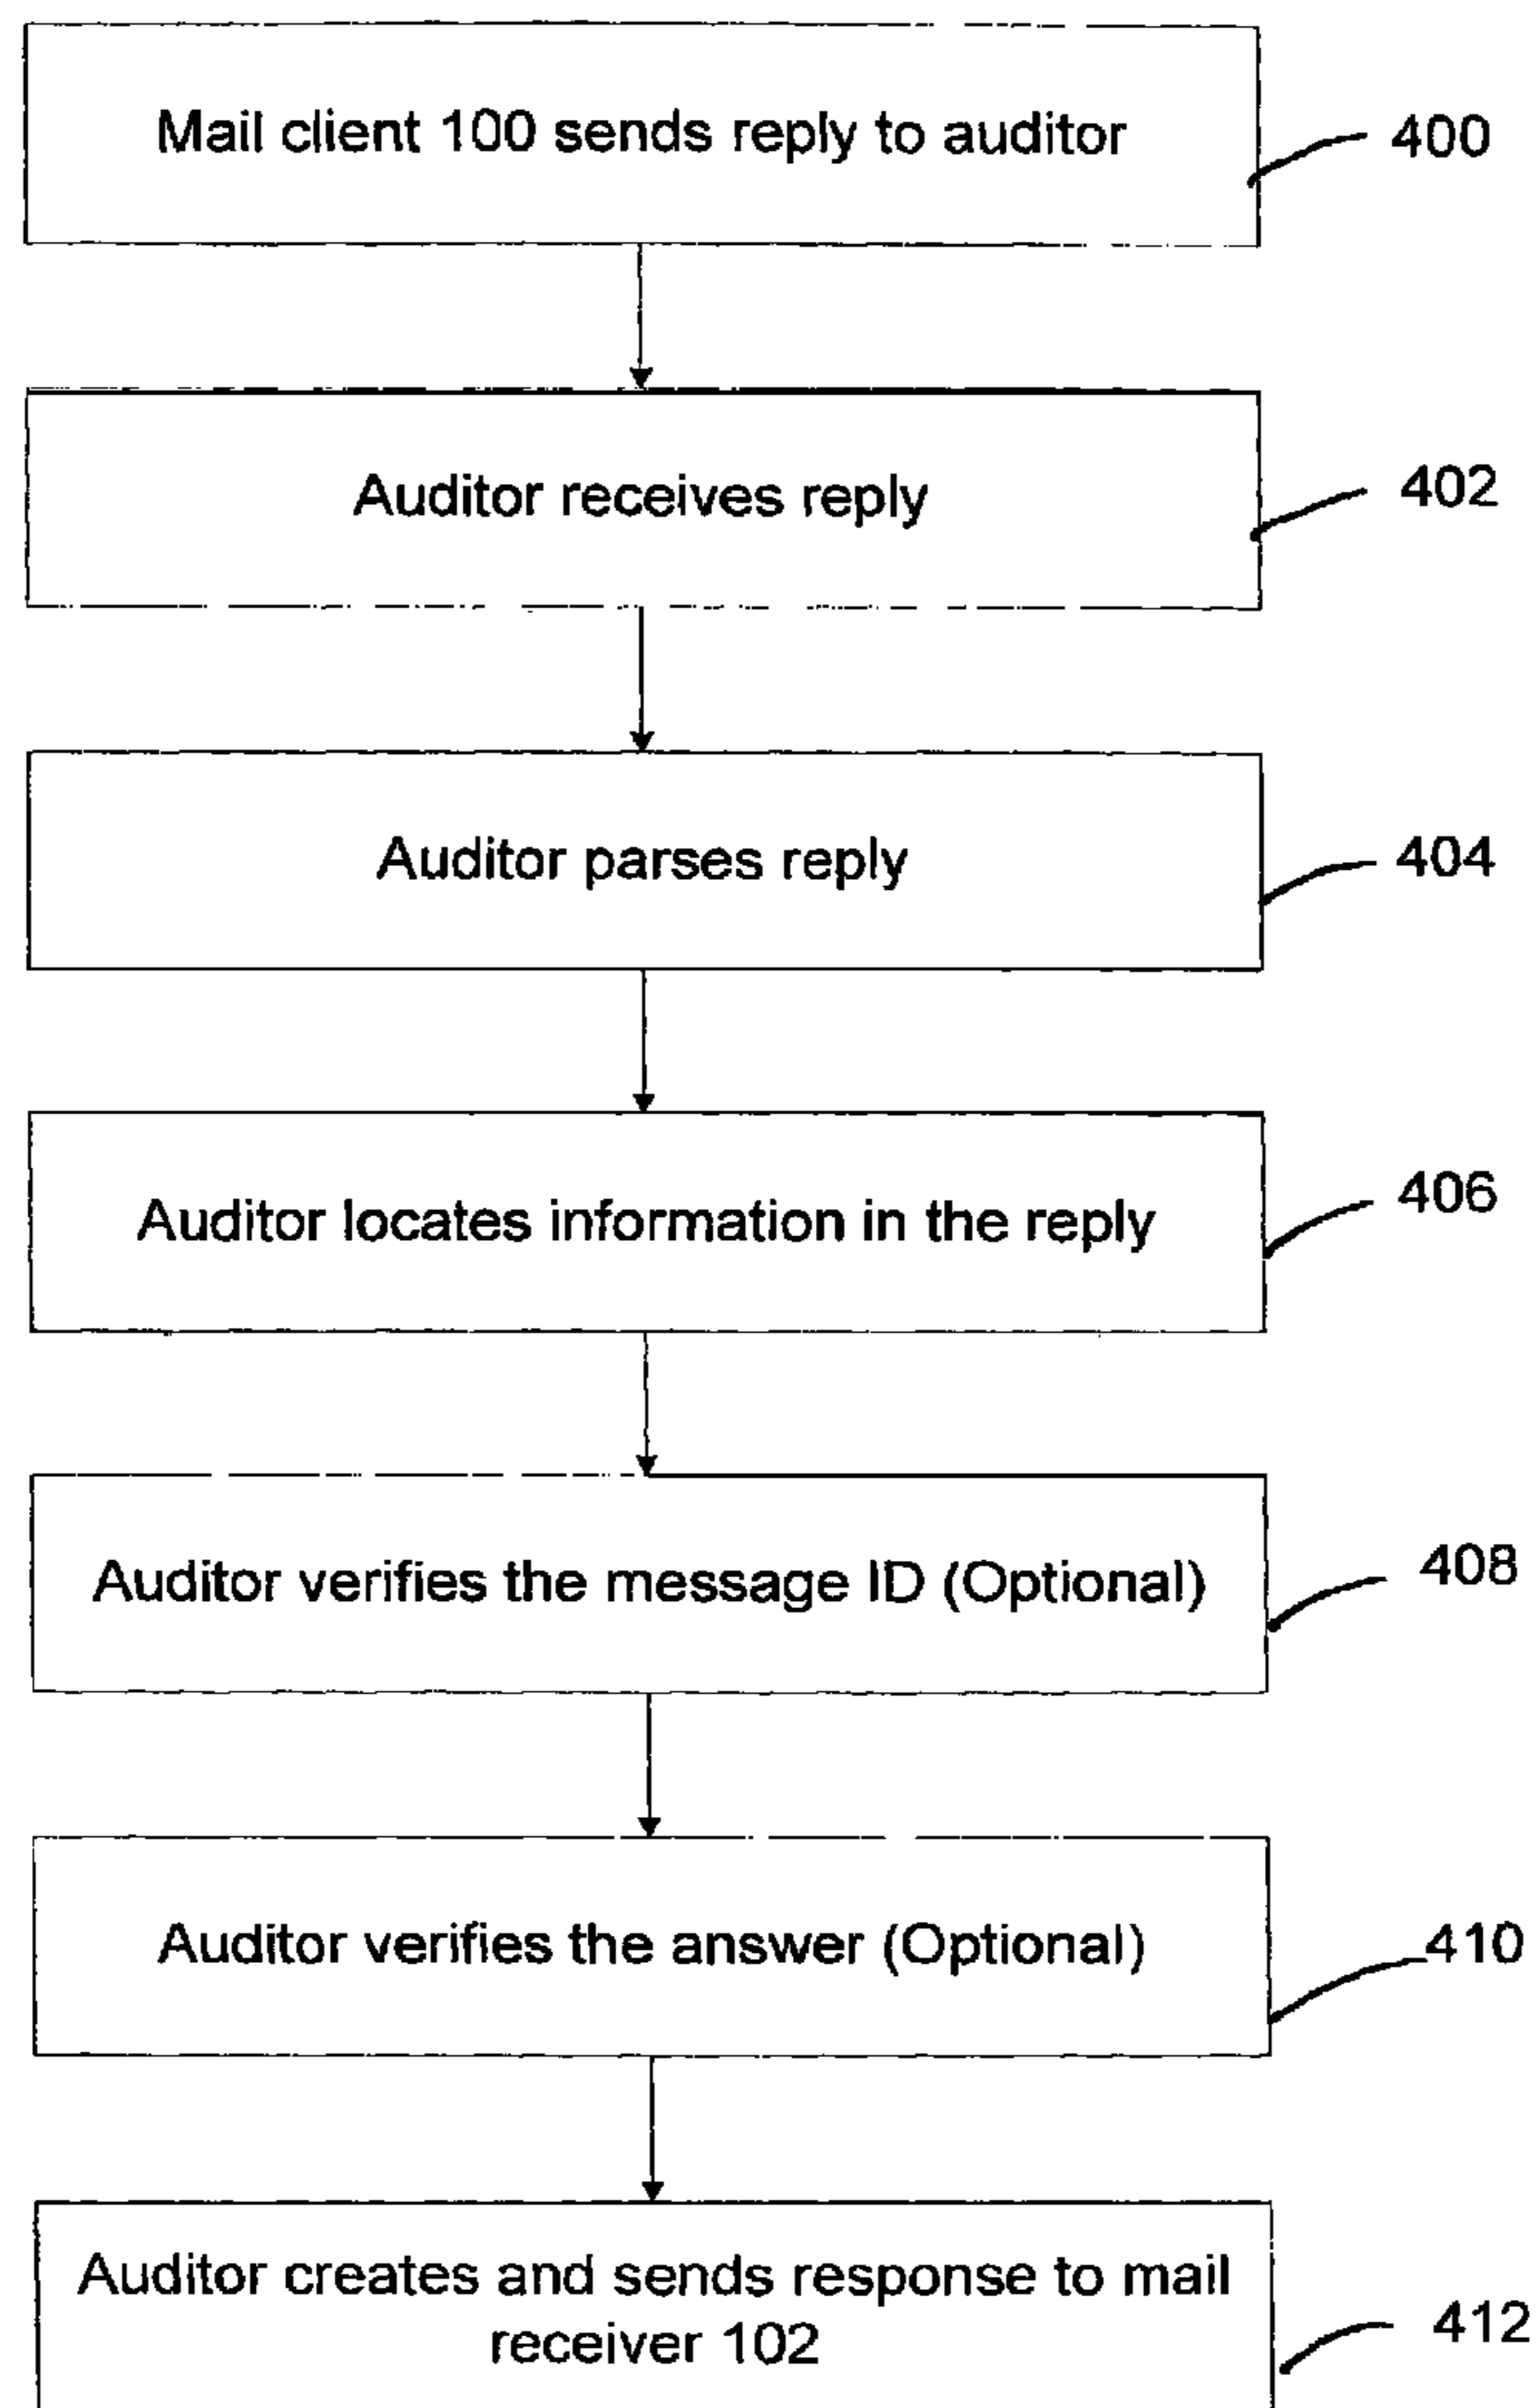 Mail client 100 sends reply to auditor
400
Auditor receives reply
402
Auditor parses reply
404
Auditor locates information in the reply
406
Auditor verifies the message ID (Optional)
408
Auditor verifies the answer (Optional)
410
Auditor creates and sends response to mail
receiver 102
412